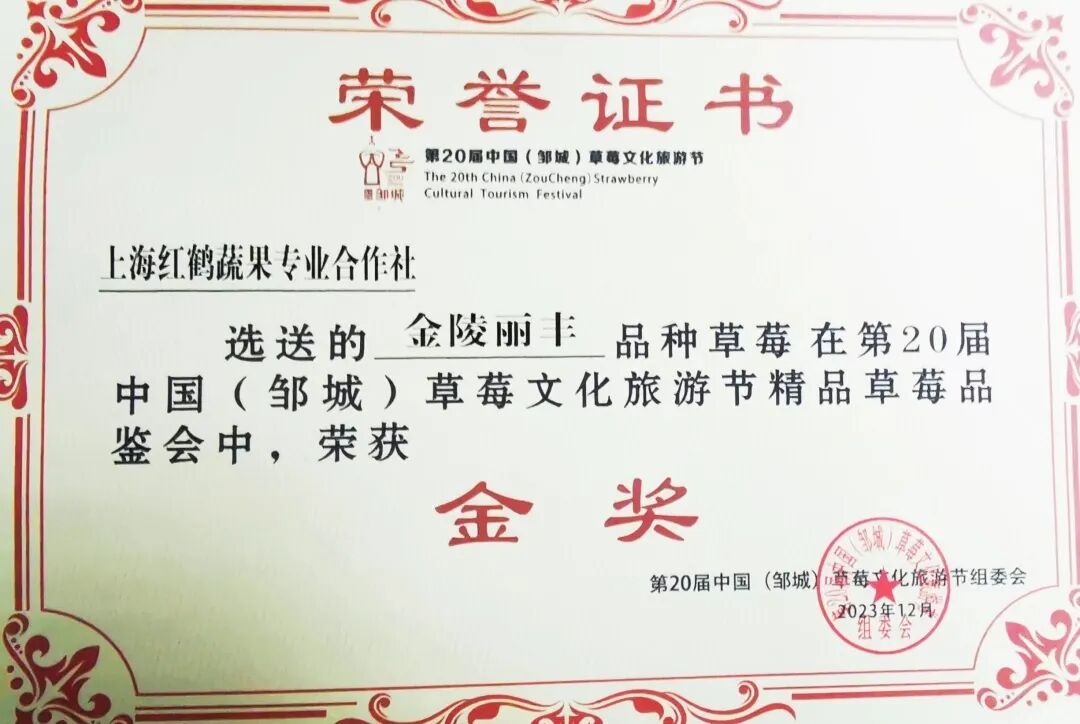 荣誉证书
第20届中国（邹城）草莓文化旅游节
The 20th China (ZouCheng) Strawberry
Cultural Tourism Festival
邹城
上海红鹤蔬果专业合作社
选送的 金陵丽丰 品种草莓在第20届
中国（邹城）草莓文化旅游节精品草莓品
鉴会中，荣获
金奖
第20届中国（邹城）草莓文化旅游节组委会
2023年12月
组委会